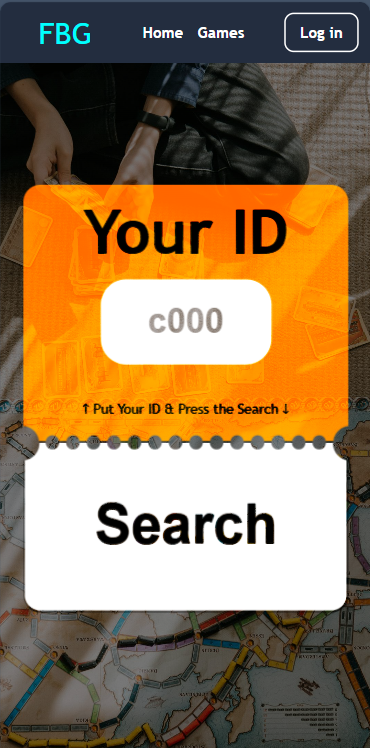 FBG
Home Games Log in
Your ID
c000
↑ Put Your ID & Press the Search ↓
Search